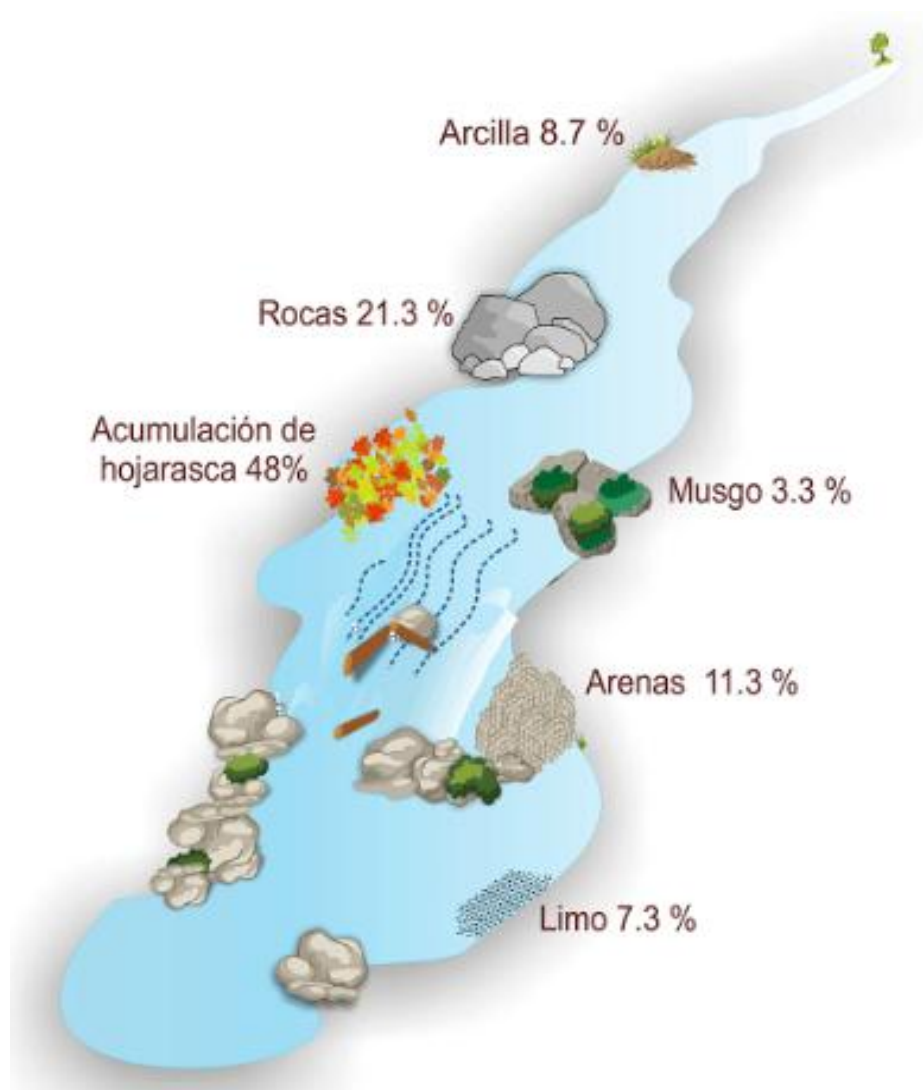 Arcilla 8.7 %
Rocas 21.3 %
Acumulación de
hojarasca 48%
Musgo 3.3 %
Arenas 11.3 %
Limo 7.3 %